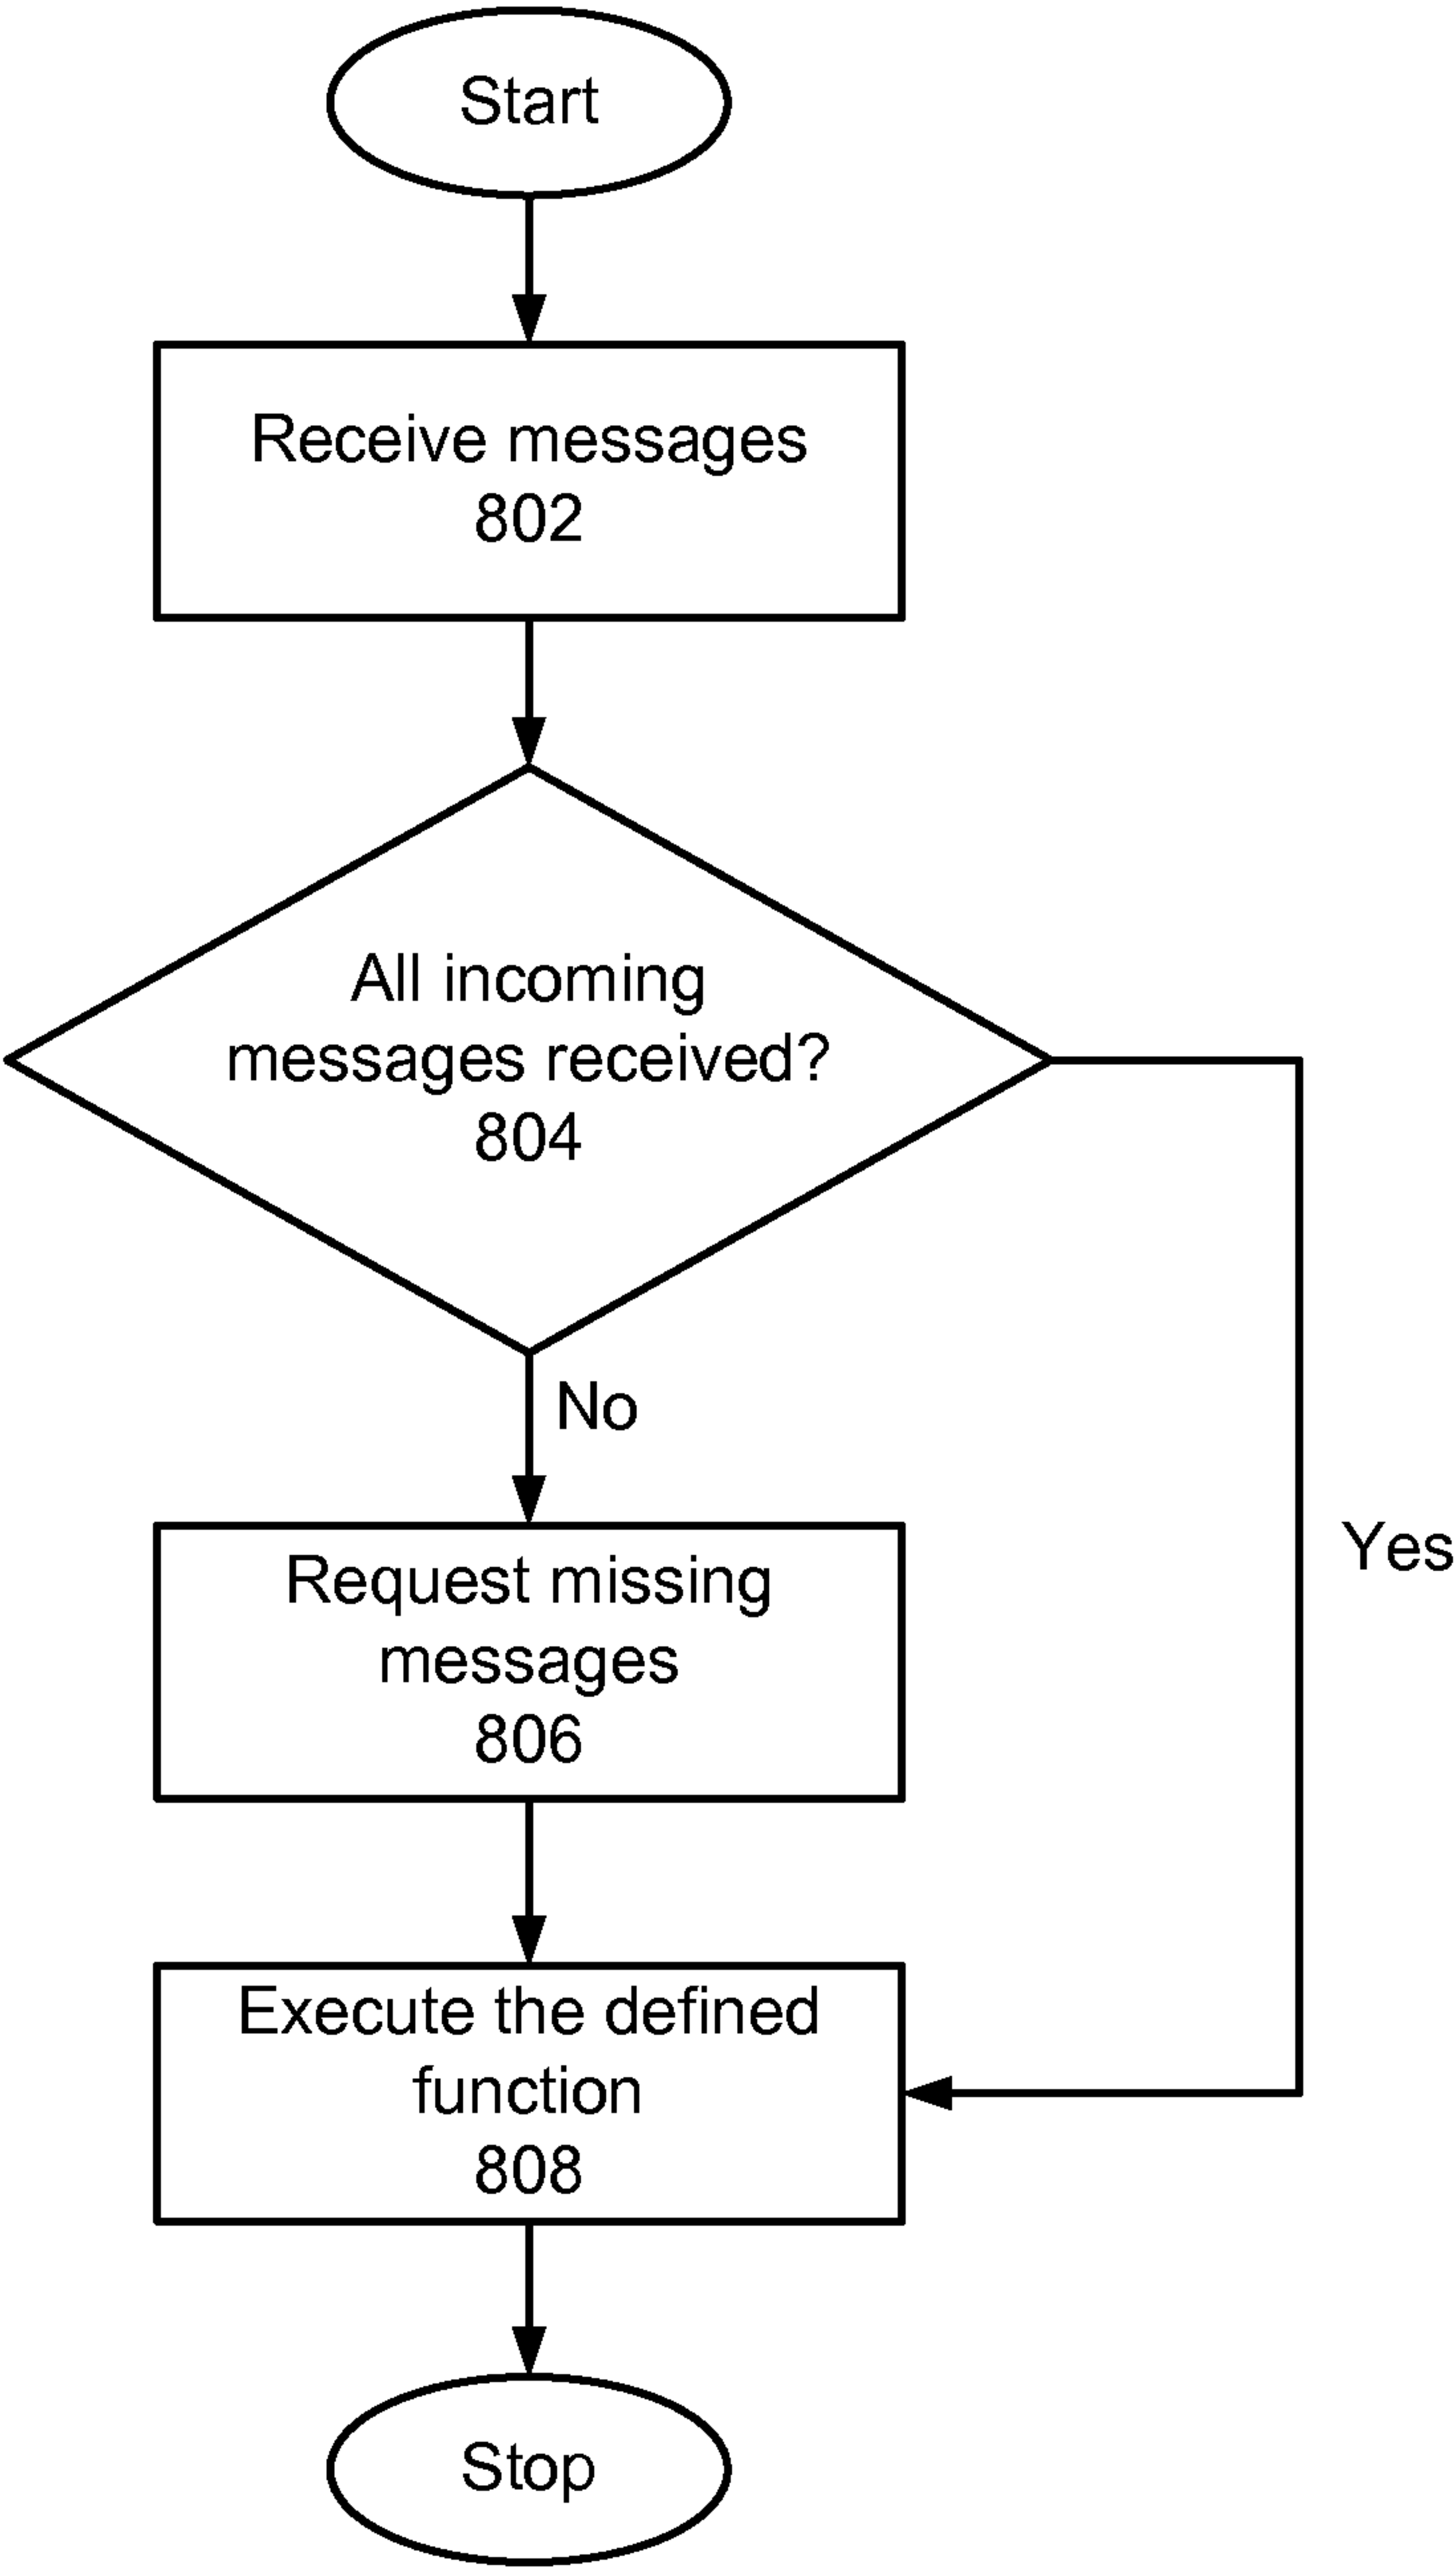 Start
Receive messages
802
All incoming
messages received?
804
No
Yes
Request missing
messages
806
Execute the defined
function
808
Stop